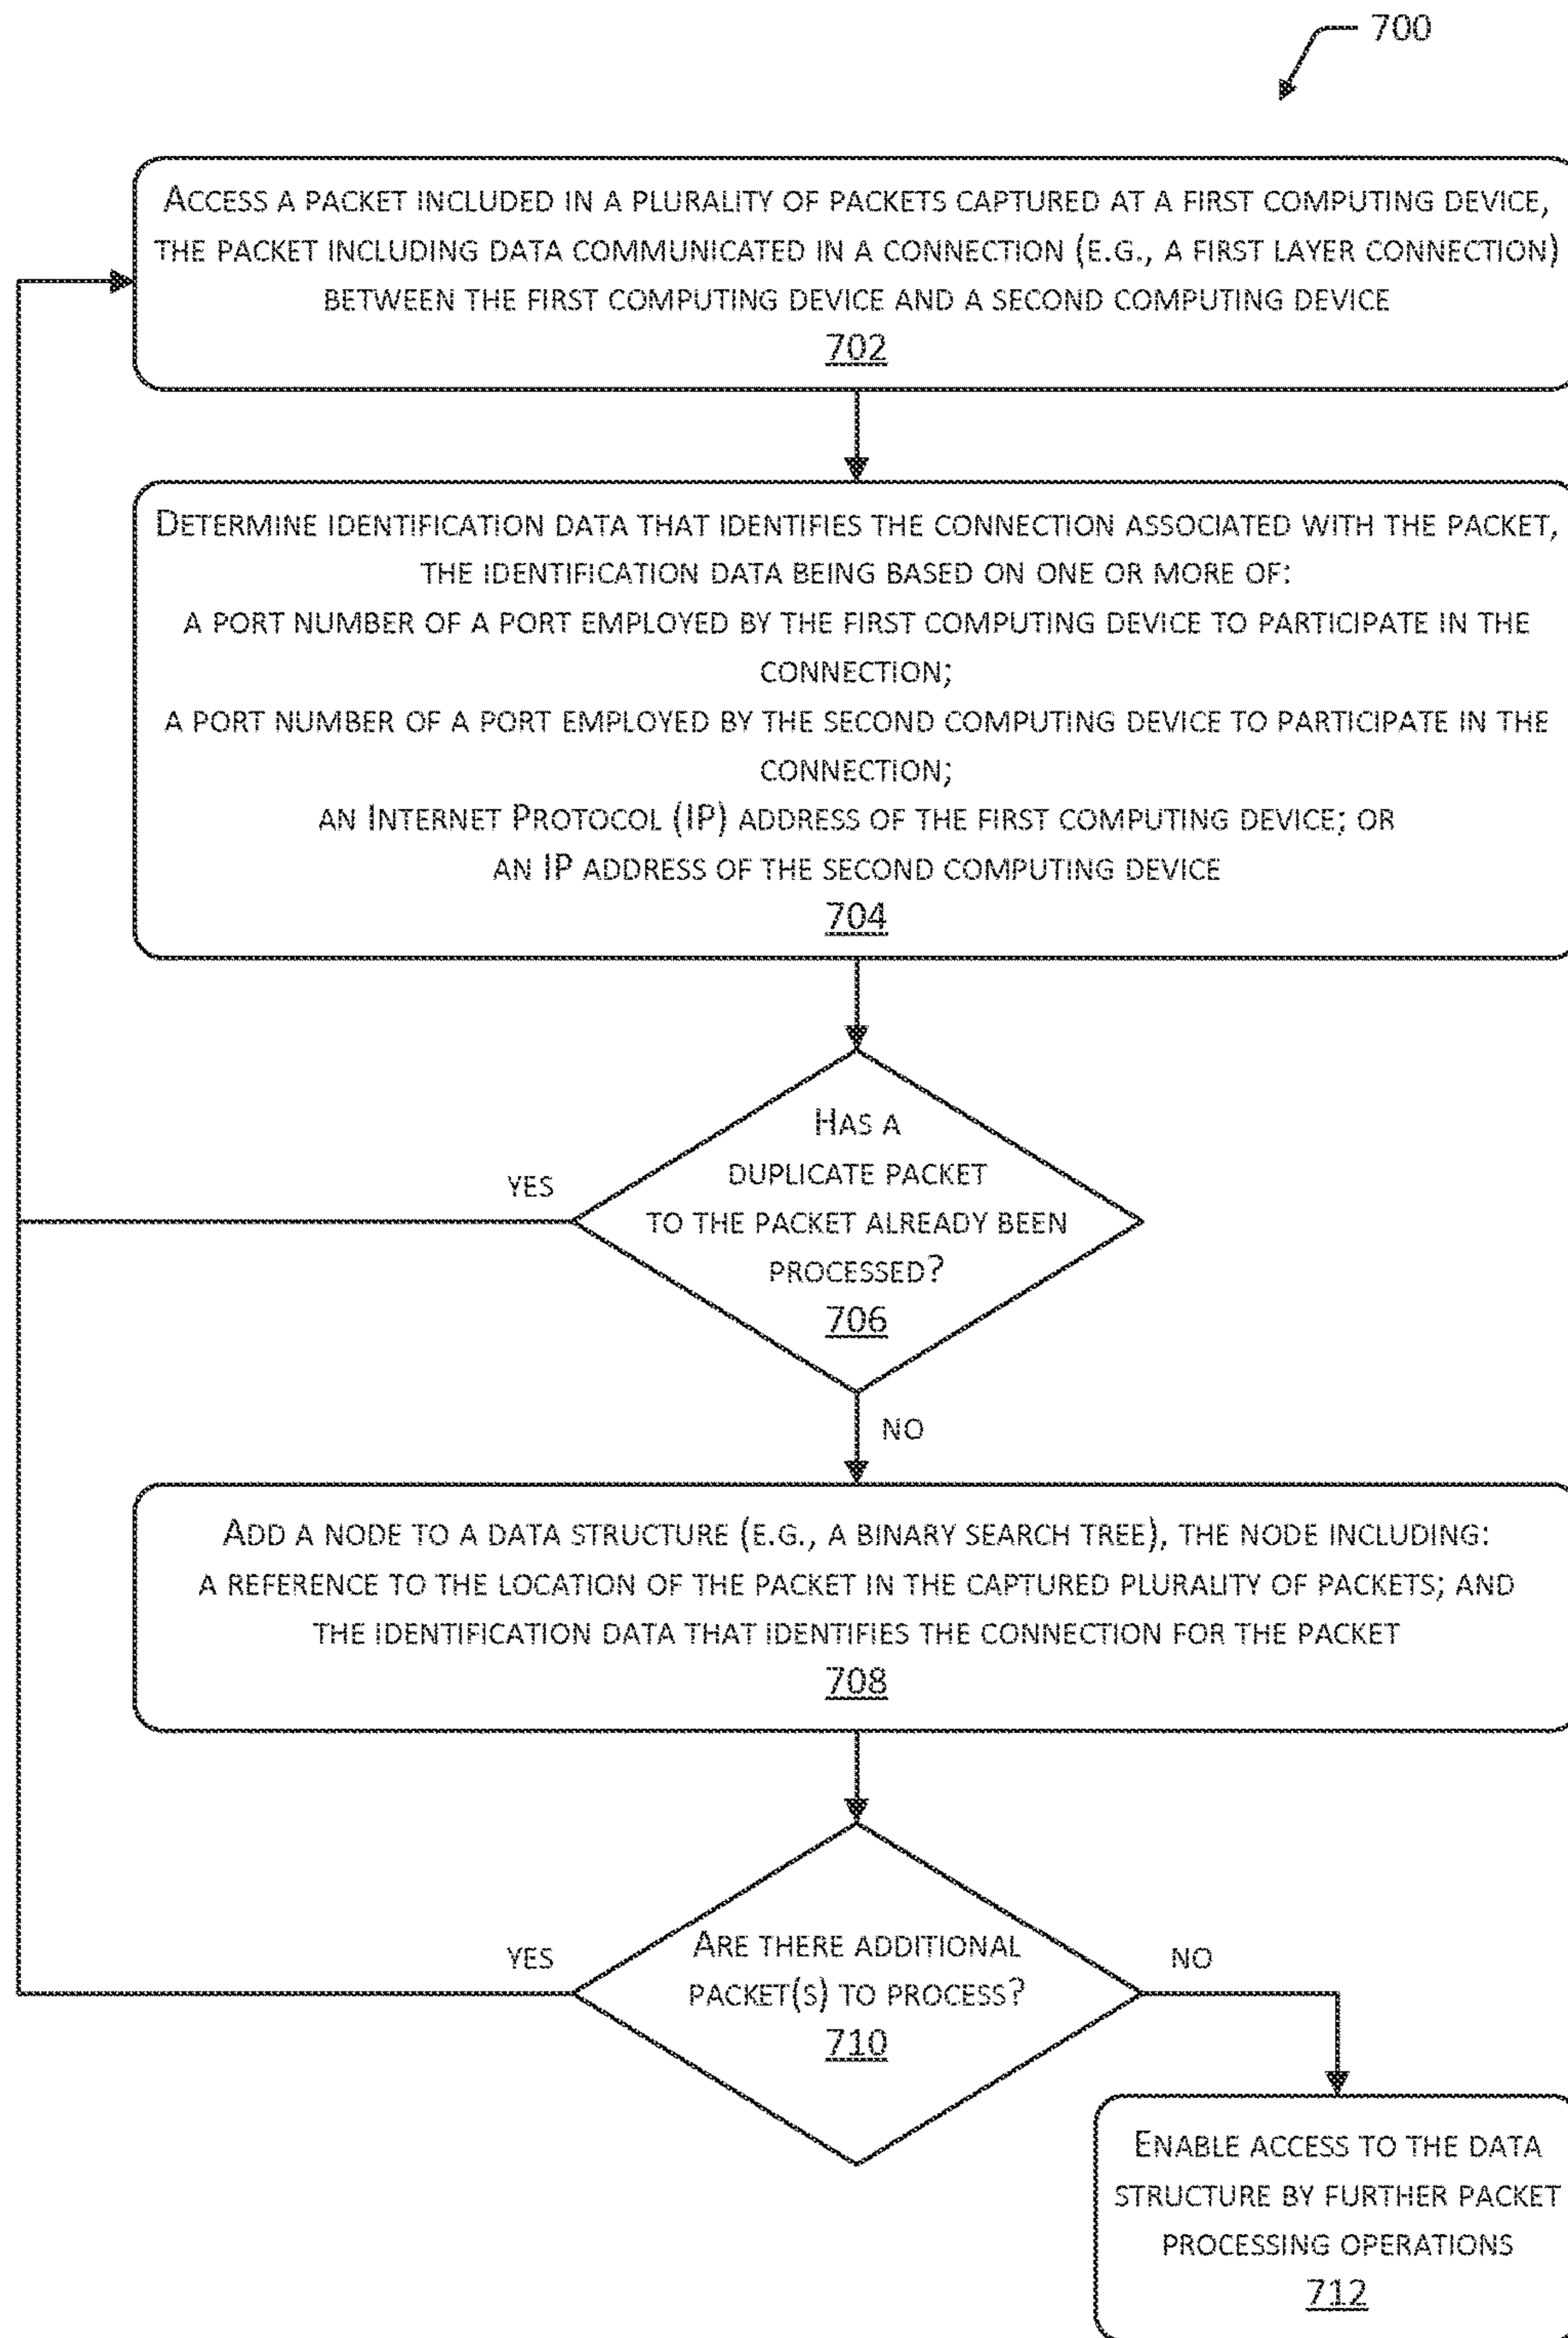 700
ACCESS A PACKET INCLUDED IN A PLURALITY OF PACKETS CAPTURED AT A FIRST COMPUTING DEVICE,
THE PACKET INCLUDING DATA COMMUNICATED IN A CONNECTION (E.G., A FIRST LAYER CONNECTION)
BETWEEN THE FIRST COMPUTING DEVICE AND A SECOND COMPUTING DEVICE
702
DETERMINE IDENTIFICATION DATA THAT IDENTIFIES THE CONNECTION ASSOCIATED WITH THE PACKET,
THE IDENTIFICATION DATA BEING BASED ON ONE OR MORE OF:
A PORT NUMBER OF A PORT EMPLOYED BY THE FIRST COMPUTING DEVICE TO PARTICIPATE IN THE
CONNECTION;
A PORT NUMBER OF A PORT EMPLOYED BY THE SECOND COMPUTING DEVICE TO PARTICIPATE IN THE
CONNECTION;
AN INTERNET PROTOCOL (IP) ADDRESS OF THE FIRST COMPUTING DEVICE; OR
AN IP ADDRESS OF THE SECOND COMPUTING DEVICE
704
HAS A
DUPLICATE PACKET
YES
TO THE PACKET ALREADY BEEN
PROCESSED?
706
NO
ADD A NODE TO A DATA STRUCTURE (E.G., A BINARY SEARCH TREE), THE NODE INCLUDING:
A REFERENCE TO THE LOCATION OF THE PACKET IN THE CAPTURED PLURALITY OF PACKETS; AND
THE IDENTIFICATION DATA THAT IDENTIFIES THE CONNECTION FOR THE PACKET
708
ARE THERE ADDITIONAL
YES
NO
PACKET(S) TO PROCESS?
710
ENABLE ACCESS TO THE DATA
STRUCTURE BY FURTHER PACKET
PROCESSING OPERATIONS
712